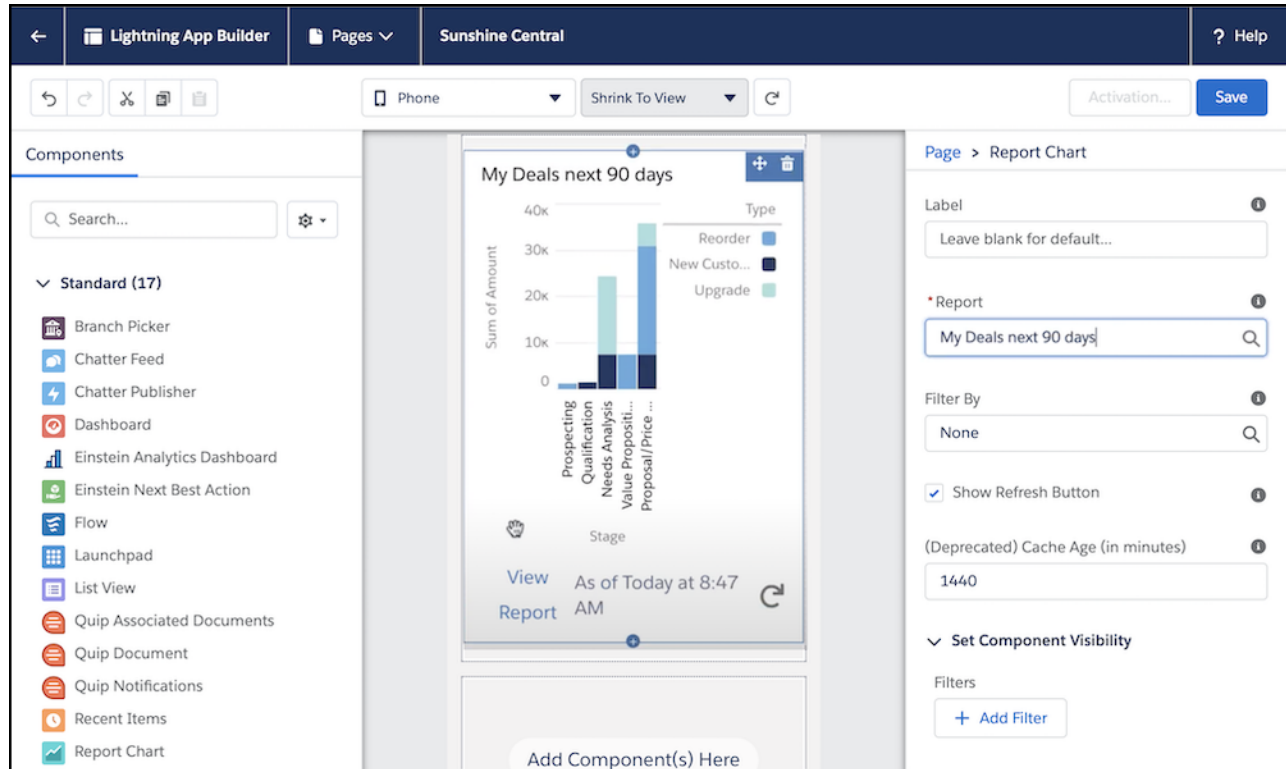 Lightning App Builder
Pages
Sunshine Central
? Help
Phone
Shrink To View
Activation...
Save
Components
Search...
Standard (17)
Branch Picker
Chatter Feed
Chatter Publisher
Dashboard
Einstein Analytics Dashboard
Einstein Next Best Action
Flow
Launchpad
List View
Quip Associated Documents
Quip Document
Quip Notifications
Recent Items
Report Chart
My Deals next 90 days
40K
30K
20K
10K
0
Sum of Amount
Type
Reorder
New Custo...
Upgrade
Prospecting
Qualification
Needs Analysis
Value Propositi...
Proposal/Price ...
Stage
View
Report
As of Today at 8:47
AM
Add Component(s) Here
Page > Report Chart
Label
Leave blank for default...
*Report
My Deals next 90 days
Filter By
None
Show Refresh Button
(Deprecated) Cache Age (in minutes)
1440
Set Component Visibility
Filters
+ Add Filter